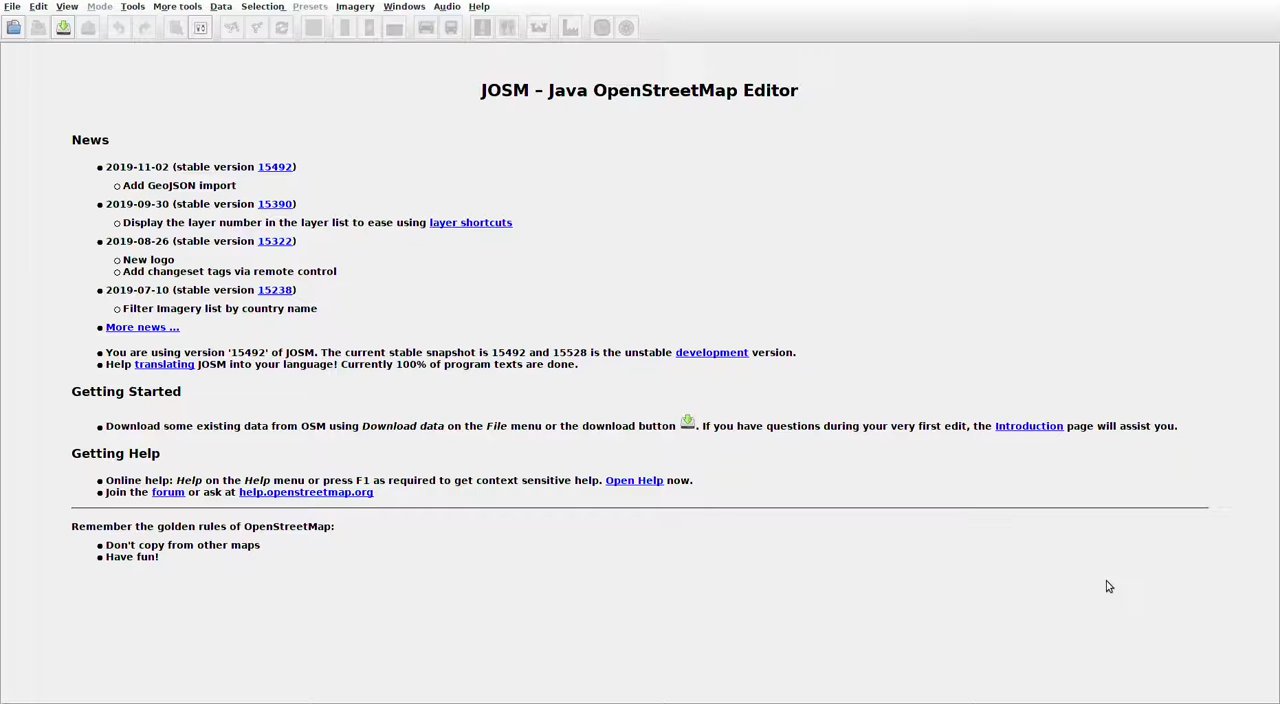 File Edit View Mode Tools More tools Data Selection Presets Imagery Windows Audio Help
JOSM – Java OpenStreetMap Editor
News
2019-11-02 (stable version 15492)
Add GeoJSON import
2019-09-30 (stable version 15390)
Display the layer number in the layer list to ease using layer shortcuts
2019-08-26 (stable version 15322)
New logo
Add changeset tags via remote control
2019-07-10 (stable version 15238)
Filter Imagery list by country name
More news ...
You are using version '15492' of JOSM. The current stable snapshot is 15492 and 15528 is the unstable development version.
Help translating JOSM into your language! Currently 100% of program texts are done.
Getting Started
Download some existing data from OSM using Download data on the File menu or the download button . If you have questions during your very first edit, the Introduction page will assist you.
Getting Help
Online help: Help on the Help menu or press F1 as required to get context sensitive help. Open Help now.
Join the forum or ask at help.openstreetmap.org
Remember the golden rules of OpenStreetMap:
Don't copy from other maps
Have fun!